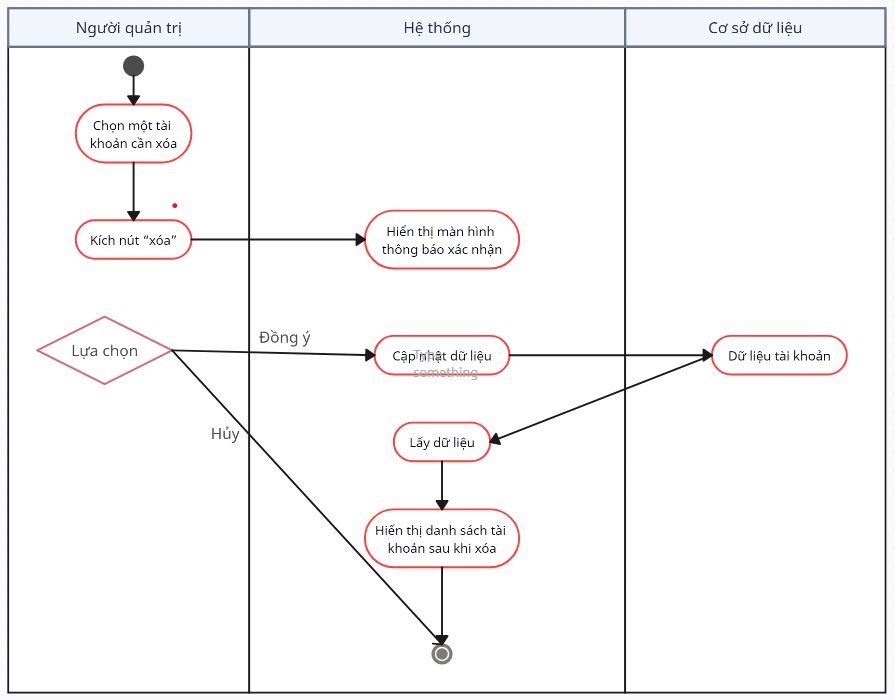 Người quản trị
Hệ thống
Cơ sở dữ liệu
Chọn một tài
khoản cần xóa
Kích nút “xóa”
Hiển thị màn hình
thông báo xác nhận
Lựa chọn
Đồng ý
Cập nhật dữ liệu
Type
something
Dữ liệu tài khoản
Hủy
Lấy dữ liệu
Hiển thị danh sách tài
khoản sau khi xóa